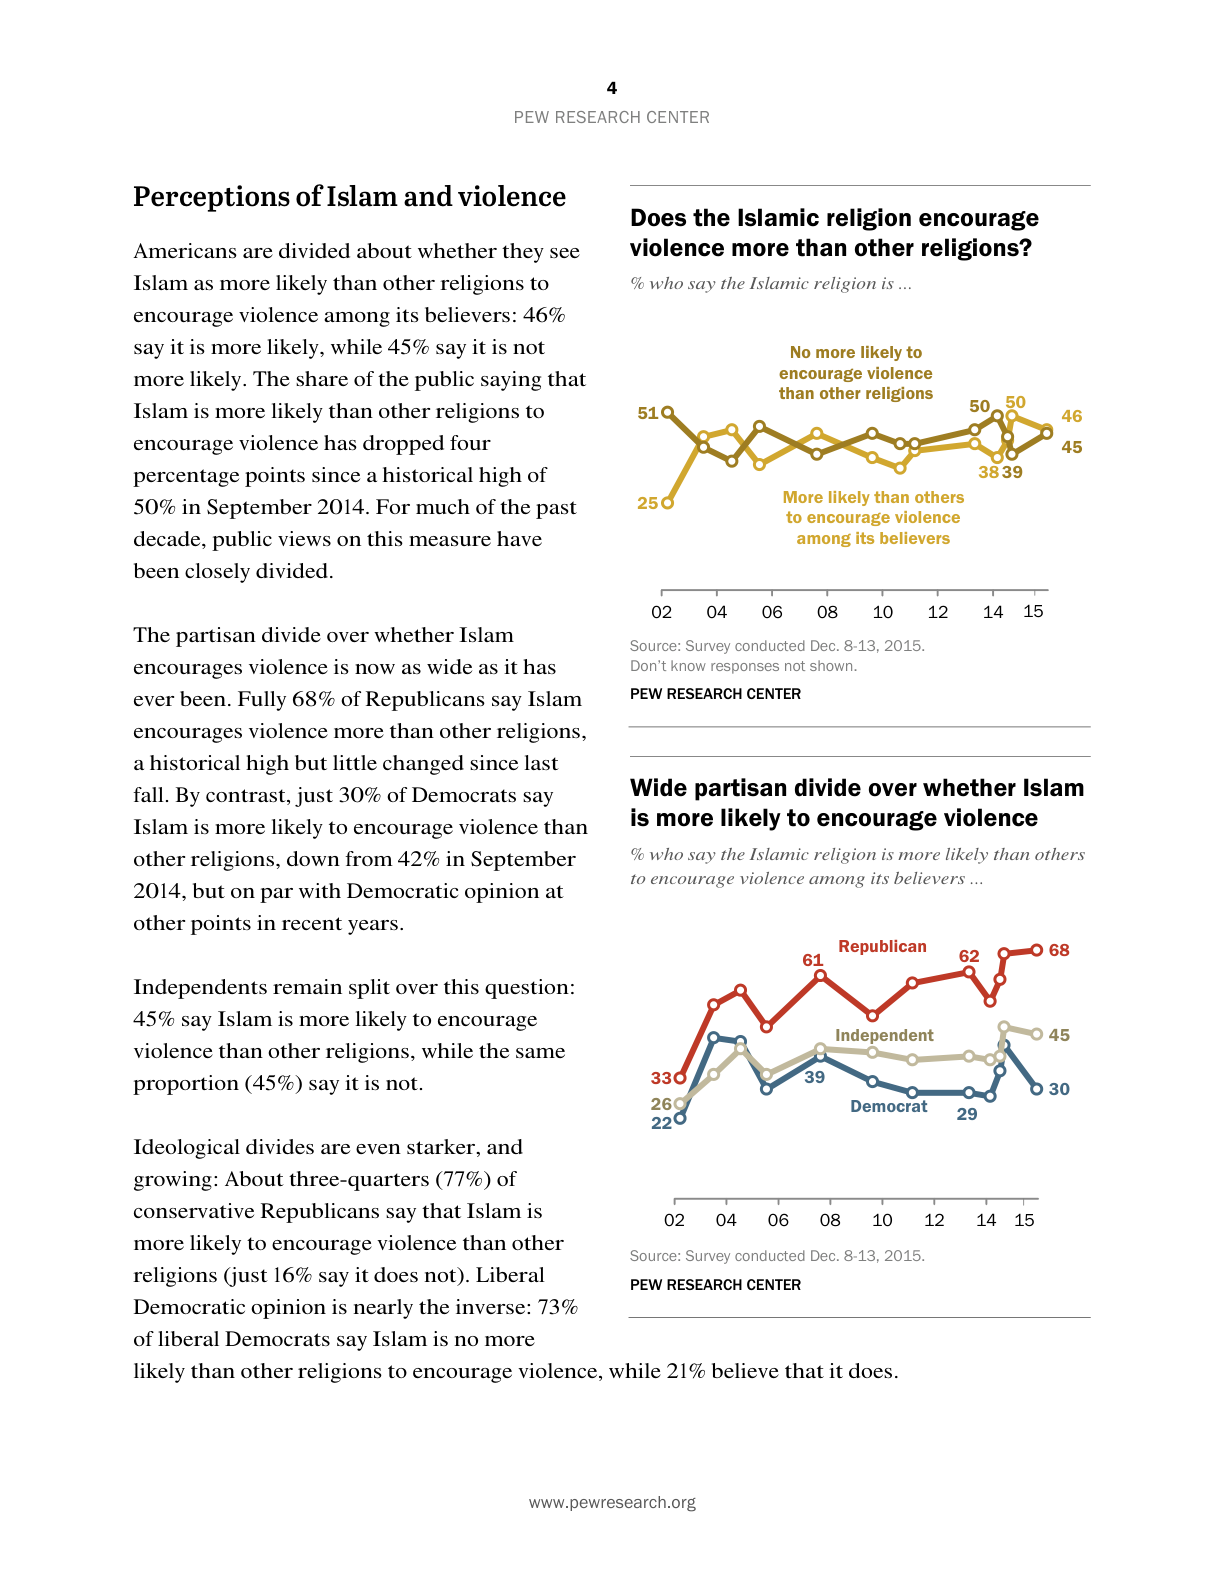 4
PEW RESEARCH CENTER
Perceptions of Islam and violence
Americans are divided about whether they see
Islam as more likely than other religions to
encourage violence among its believers: 46%
say it is more likely, while 45% say it is not
more likely. The share of the public saying that
Islam is more likely than other religions to
encourage violence has dropped four
percentage points since a historical high of
50% in September 2014. For much of the past
decade, public views on this measure have
been closely divided.
The partisan divide over whether Islam
encourages violence is now as wide as it has
ever been. Fully 68% of Republicans say Islam
encourages violence more than other religions,
a historical high but little changed since last
fall. By contrast, just 30% of Democrats say
Islam is more likely to encourage violence than
other religions, down from 42% in September
2014, but on par with Democratic opinion at
other points in recent years.
Independents remain split over this question:
45% say Islam is more likely to encourage
violence than other religions, while the same
proportion (45%) say it is not.
Ideological divides are even starker, and
growing: About three-quarters (77%) of
conservative Republicans say that Islam is
more likely to encourage violence than other
religions (just 16% say it does not). Liberal
Democratic opinion is nearly the inverse: 73%
of liberal Democrats say Islam is no more
likely than other religions to encourage violence, while 21% believe that it does.
Does the Islamic religion encourage
violence more than other religions?
% who say the Islamic religion is ...
No more likely to
encourage violence
than other religions
51
50
50
46
45
38
39
25
More likely than others
to encourage violence
among its believers
02 04 06 08 10 12 14 15
Source: Survey conducted Dec. 8-13, 2015.
Don't know responses not shown.
PEW RESEARCH CENTER
Wide partisan divide over whether Islam
is more likely to encourage violence
% who say the Islamic religion is more likely than others
to encourage violence among its believers ...
Republican
61
62
68
Independent
45
33
26
22
39
Democrat
29
30
02 04 06 08 10 12 14 15
Source: Survey conducted Dec. 8-13, 2015.
PEW RESEARCH CENTER
www.pewresearch.org